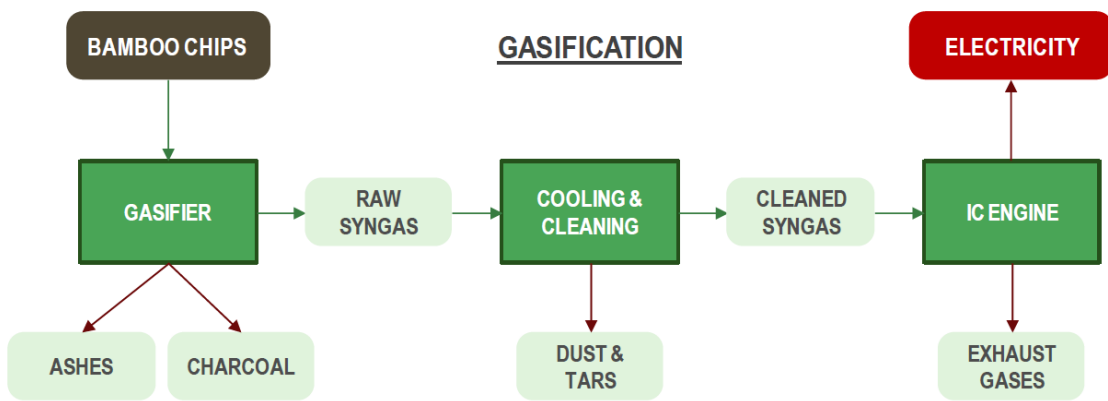 BAMBOO CHIPS
GASIFICATION
ELECTRICITY
GASIFIER
RAW
SYNGAS
COOLING &
CLEANING
CLEANED
SYNGAS
IC ENGINE
ASHES
CHARCOAL
DUST &
TARS
EXHAUST
GASES